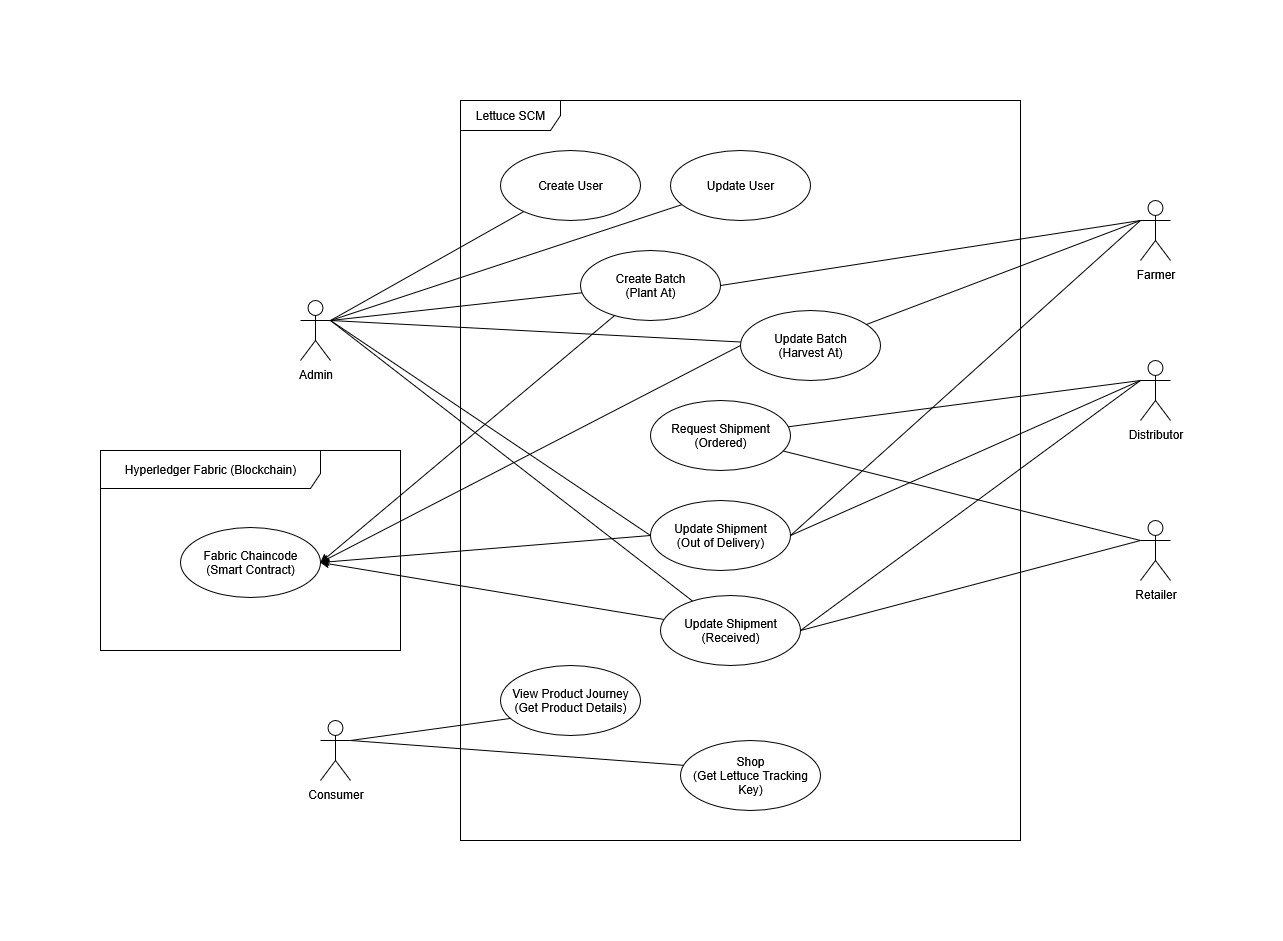 Lettuce SCM
Create User
Update User
Create Batch
(Plant At)
Farmer
Update Batch
(Harvest At)
Admin
Request Shipment
(Ordered)
Distributor
Hyperledger Fabric (Blockchain)
Update Shipment
(Out of Delivery)
Fabric Chaincode
(Smart Contract)
Retailer
Update Shipment
(Received)
View Product Journey
(Get Product Details)
Shop
(Get Lettuce Tracking
Key)
Consumer